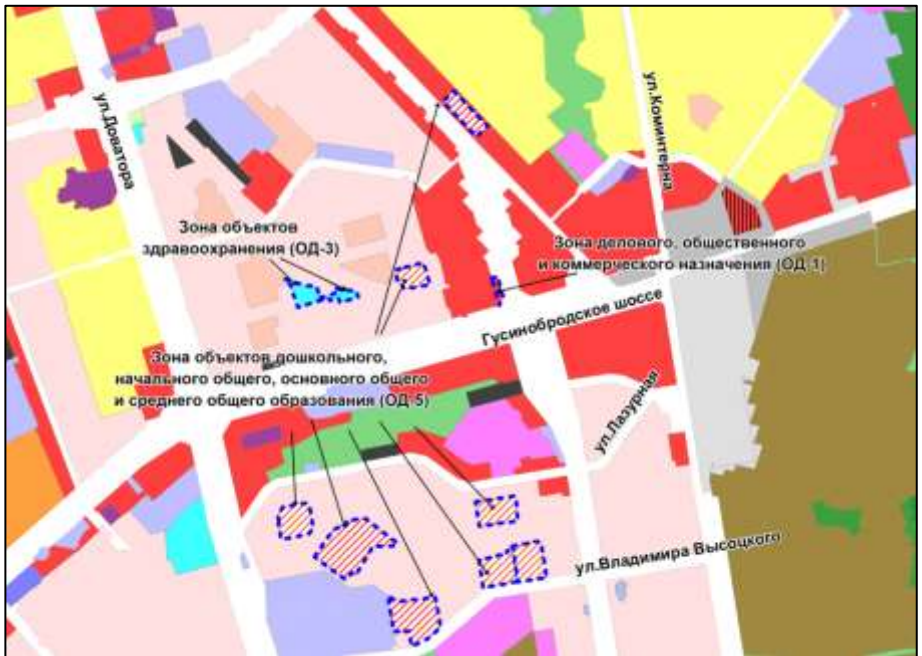 ул.Доватора
ул.Коминтерна
Зона объектов
здравоохранения (ОД-3)
Зона делового, общественного
и коммерческого назначения (ОД-1)
Гусинобродское шоссе
Зона объектов дошкольного,
начального общего, основного общего
и среднего общего образования (ОД-5)
ул.Лазурная
ул.Владимира Высоцкого